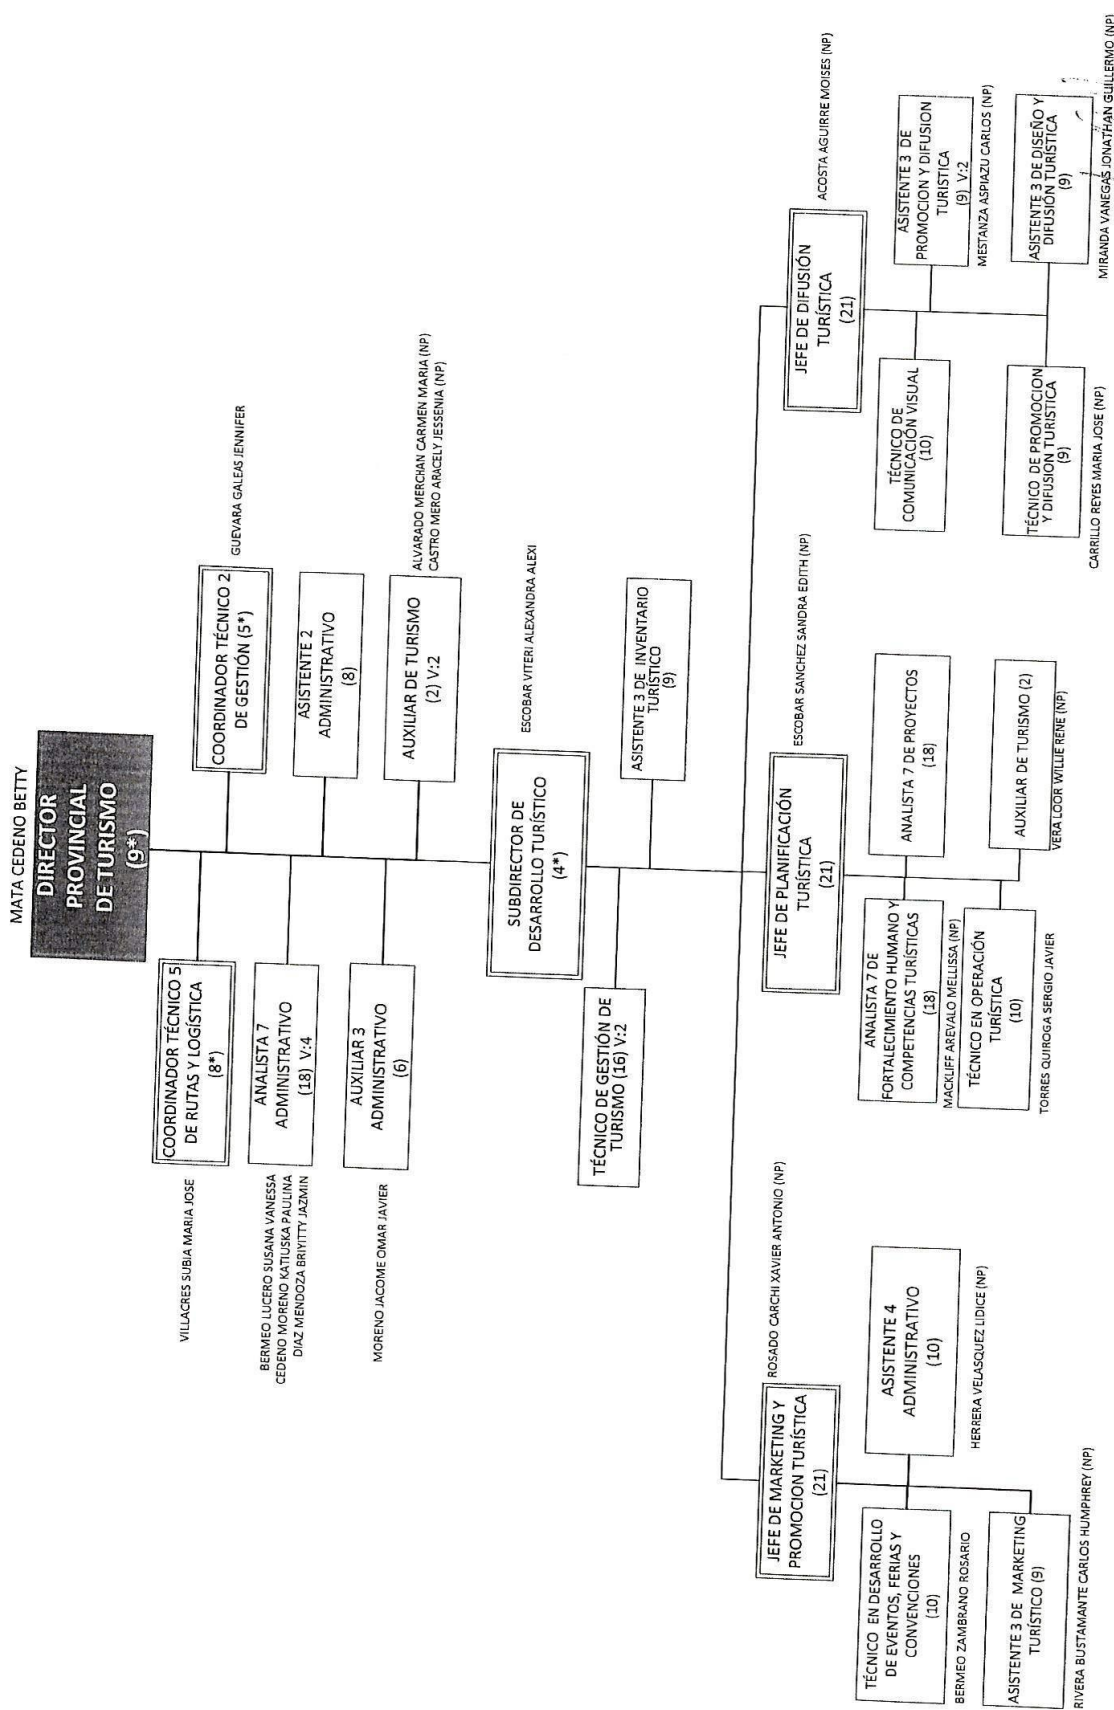 MATA CEDENO BETTY
DIRECTOR
PROVINCIAL
DE TURISMO
(9*)
VILLACRES SUBIA MARIA JOSE
COORDINADOR TÉCNICO 5
DE RUTAS Y LOGÍSTICA
(8*)
COORDINADOR TÉCNICO 2
DE GESTIÓN (5*)
GUEVARA GALEAS JENNIFER
BERMEO LUCERO SUSANA VANESSA
CEDENO MORENO KATIUSKA PAULINA
DIAZ MENDOZA BRIYITTY JAZMIN
ANALISTA 7
ADMINISTRATIVO
(18) V:4
ASISTENTE 2
ADMINISTRATIVO
(8)
MORENO JACOME OMAR JAVIER
AUXILIAR 3
ADMINISTRATIVO
(6)
AUXILIAR DE TURISMO
(2) V:2
ALVARADO MERCHAN CARMEN MARIA (NP)
CASTRO MERO ARACELY JESSENIA (NP)
SUBDIRECTOR DE
DESARROLLO TURÍSTICO
(4*)
ESCOBAR VITERI ALEXANDRA ALEXI
TÉCNICO DE GESTIÓN DE
TURISMO (16) V:2
ASISTENTE 3 DE INVENTARIO
TURÍSTICO
(9)
ROSADO CARCHI XAVIER ANTONIO (NP)
JEFE DE MARKETING Y
PROMOCION TURÍSTICA
(21)
TÉCNICO EN DESARROLLO
DE EVENTOS, FERIAS Y
CONVENCIONES
(10)
BERMEO ZAMBRANO ROSARIO
ASISTENTE 4
ADMINISTRATIVO
(10)
HERRERA VELASQUEZ LIDICE (NP)
ASISTENTE 3 DE MARKETING
TURÍSTICO (9)
RIVERA BUSTAMANTE CARLOS HUMPHREY (NP)
JEFE DE PLANIFICACIÓN
TURÍSTICA
(21)
ESCOBAR SANCHEZ SANDRA EDITH (NP)
ANALISTA 7 DE
FORTALECIMIENTO HUMANO Y
COMPETENCIAS TURÍSTICAS
(18)
MACKLIFF AREVALO MELLISSA (NP)
ANALISTA 7 DE PROYECTOS
(18)
TÉCNICO EN OPERACIÓN
TURÍSTICA
(10)
TORRES QUIROGA SERGIO JAVIER
AUXILIAR DE TURISMO (2)
VERA LOOR WILLIE RENE (NP)
JEFE DE DIFUSIÓN
TURÍSTICA
(21)
ACOSTA AGUIRRE MOISES (NP)
TÉCNICO DE
COMUNICACIÓN VISUAL
(10)
ASISTENTE 3 DE
PROMOCION Y DIFUSION
TURISTICA
(9) V:2
MESTANZA ASPIAZU CARLOS (NP)
TÉCNICO DE PROMOCION
Y DIFUSION TURISTICA
(9)
CARRILLO REYES MARIA JOSE (NP)
ASISTENTE 3 DE DISEÑO Y
DIFUSIÓN TURÍSTICA
(9)
MIRANDA VANEGAS JONATHAN GUILLERMO (NP)